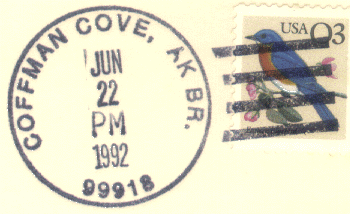 COFFMAN COVE, AK BR.
JUN
22
PM
1992
99918
USA 03